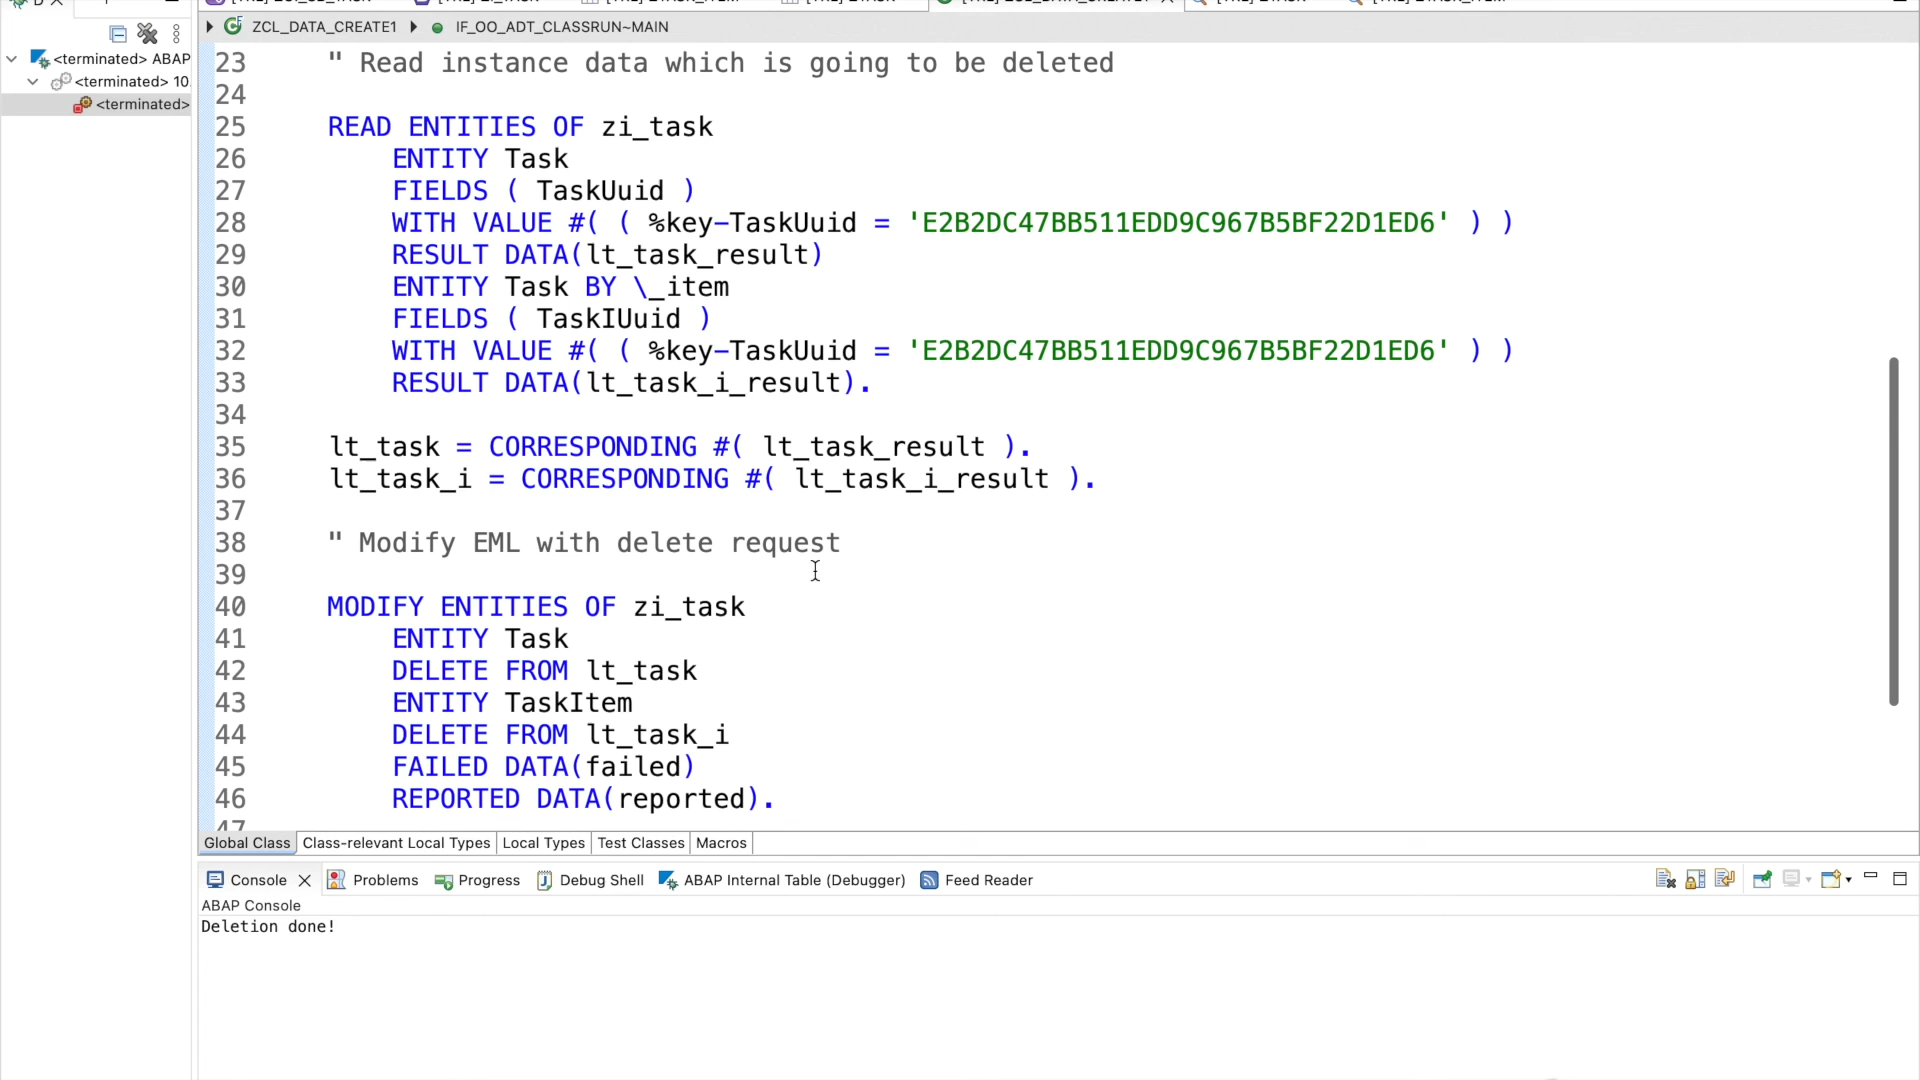 <terminated> ABAP
<terminated> 10
<terminated>
ZCL_DATA_CREATE1
IF_OO_ADT_CLASSRUN~MAIN
23 " Read instance data which is going to be deleted
24
25 READ ENTITIES OF zi_task
26 ENTITY Task
27 FIELDS ( TaskUuid )
28 WITH VALUE #( ( %key-TaskUuid = 'E2B2DC47BB511EDD9C967B5BF22D1ED6' ) )
29 RESULT DATA(lt_task_result)
30 ENTITY Task BY \_item
31 FIELDS ( TaskIUuid )
32 WITH VALUE #( ( %key-TaskUuid = 'E2B2DC47BB511EDD9C967B5BF22D1ED6' ) )
33 RESULT DATA(lt_task_i_result).
34
35 lt_task = CORRESPONDING #( lt_task_result ).
36 lt_task_i = CORRESPONDING #( lt_task_i_result ).
37
38 " Modify EML with delete request
39
40 MODIFY ENTITIES OF zi_task
41 ENTITY Task
42 DELETE FROM lt_task
43 ENTITY TaskItem
44 DELETE FROM lt_task_i
45 FAILED DATA(failed)
46 REPORTED DATA(reported).
47
Global Class Class-relevant Local Types Local Types Test Classes Macros
Console Problems Progress Debug Shell ABAP Internal Table (Debugger) Feed Reader
ABAP Console
Deletion done!